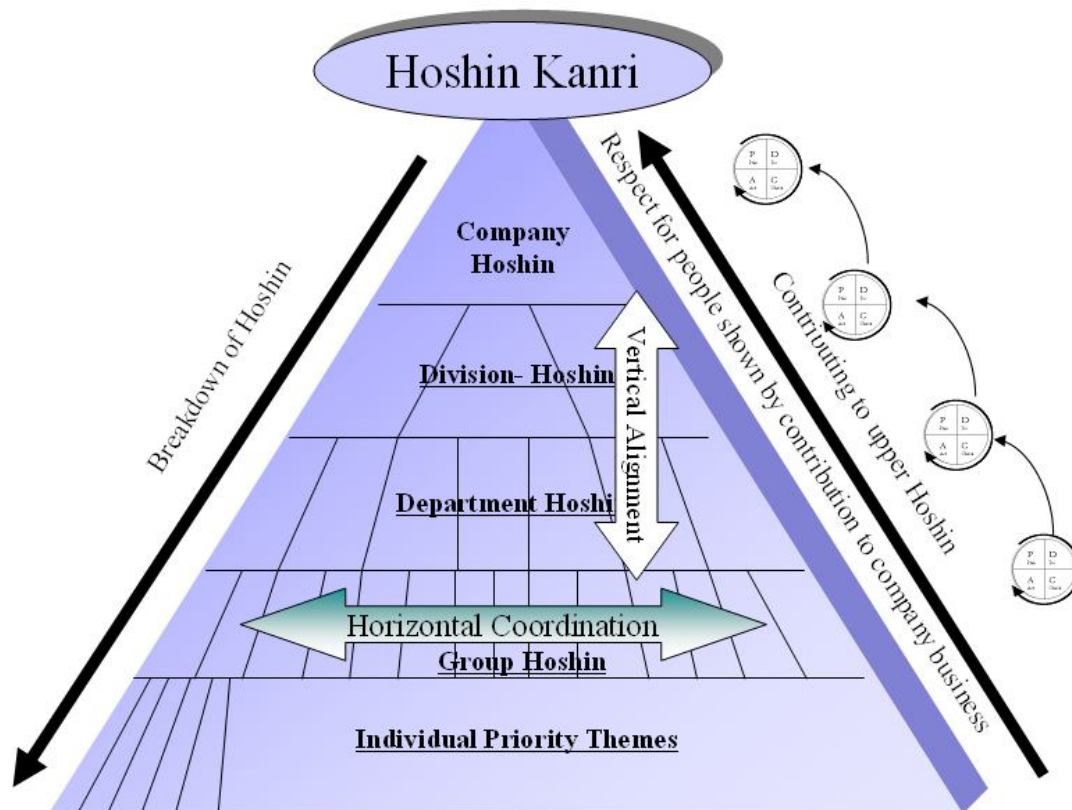 Hoshin Kanri
Company
Hoshin
Division- Hoshin
Department Hoshi
Group Hoshin
Individual Priority Themes
Horizontal Coordination
Vertical Alignment
Breakdown of Hoshin
Respect for people shown by contribution to company business
Contributing to upper Hoshin
P D
A C
P D
A C
P D
A C
P D
A C